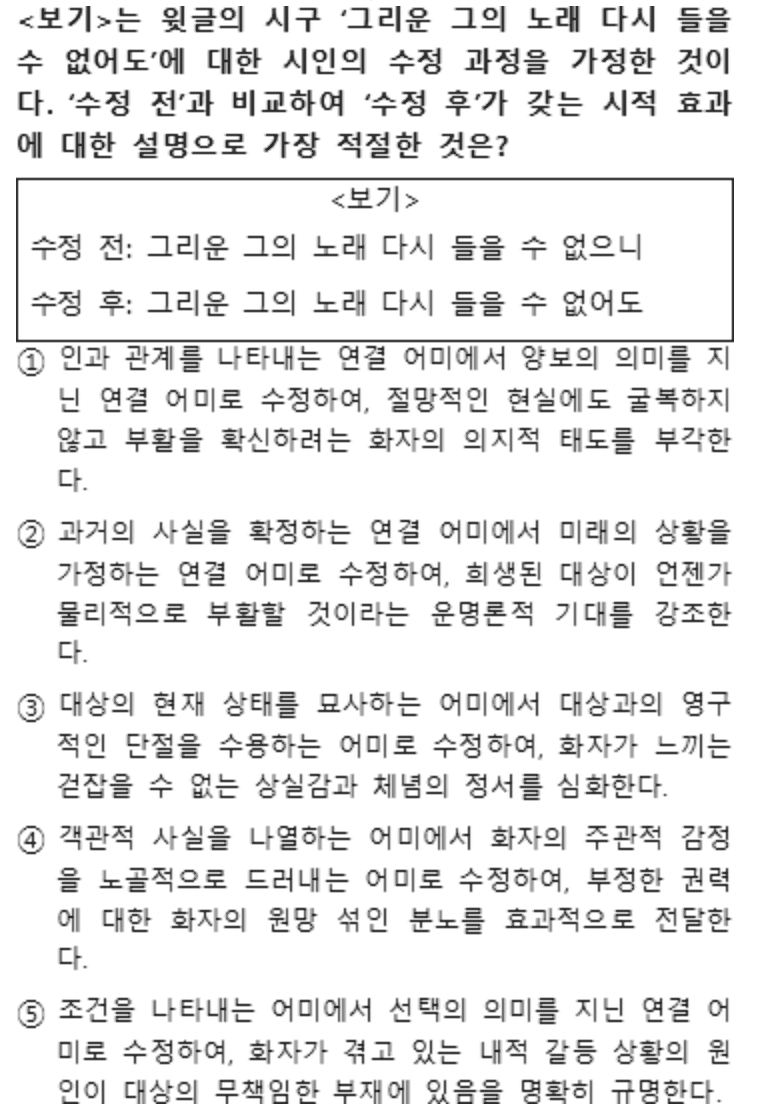 <보기>는 윗글의 시구 ‘그리운 그의 노래 다시 들을
수 없어도’에 대한 시인의 수정 과정을 가정한 것이
다. ‘수정 전’과 비교하여 ‘수정 후’가 갖는 시적 효과
에 대한 설명으로 가장 적절한 것은?
<보기>
수정 전: 그리운 그의 노래 다시 들을 수 없으니
수정 후: 그리운 그의 노래 다시 들을 수 없어도
① 인과 관계를 나타내는 연결 어미에서 양보의 의미를 지
닌 연결 어미로 수정하여, 절망적인 현실에도 굴복하지
않고 부활을 확신하려는 화자의 의지적 태도를 부각한
다.
② 과거의 사실을 확정하는 연결 어미에서 미래의 상황을
가정하는 연결 어미로 수정하여, 희생된 대상이 언젠가
물리적으로 부활할 것이라는 운명론적 기대를 강조한
다.
③ 대상의 현재 상태를 묘사하는 어미에서 대상과의 영구
적인 단절을 수용하는 어미로 수정하여, 화자가 느끼는
걷잡을 수 없는 상실감과 체념의 정서를 심화한다.
④ 객관적 사실을 나열하는 어미에서 화자의 주관적 감정
을 노골적으로 드러내는 어미로 수정하여, 부정한 권력
에 대한 화자의 원망 섞인 분노를 효과적으로 전달한
다.
⑤ 조건을 나타내는 어미에서 선택의 의미를 지닌 연결 어
미로 수정하여, 화자가 겪고 있는 내적 갈등 상황의 원
인이 대상의 무책임한 부재에 있음을 명확히 규명한다.